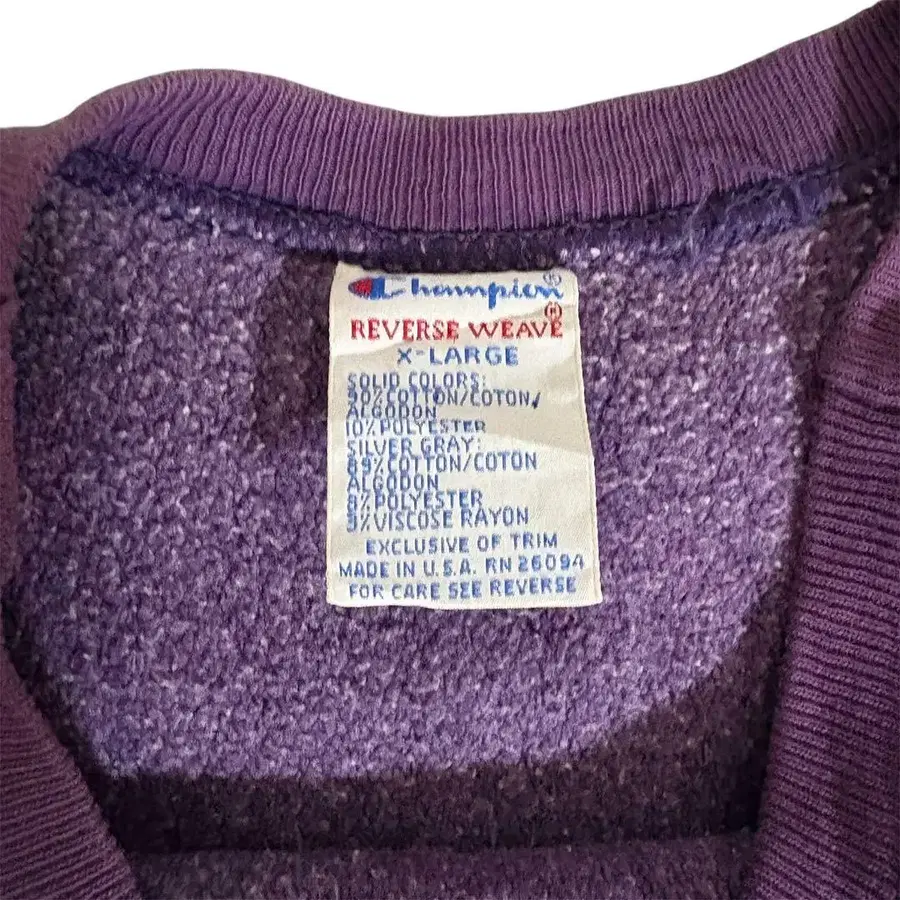 Champion®
REVERSE WEAVE®
X-LARGE
SOLID COLORS:
90% COTTON/COTON/
ALGODON
10% POLYESTER
SILVER GRAY:
89% COTTON/COTON
ALGODON
8% POLYESTER
3% VISCOSE RAYON
EXCLUSIVE OF TRIM
MADE IN U.S.A. RN 26094
FOR CARE SEE REVERSE